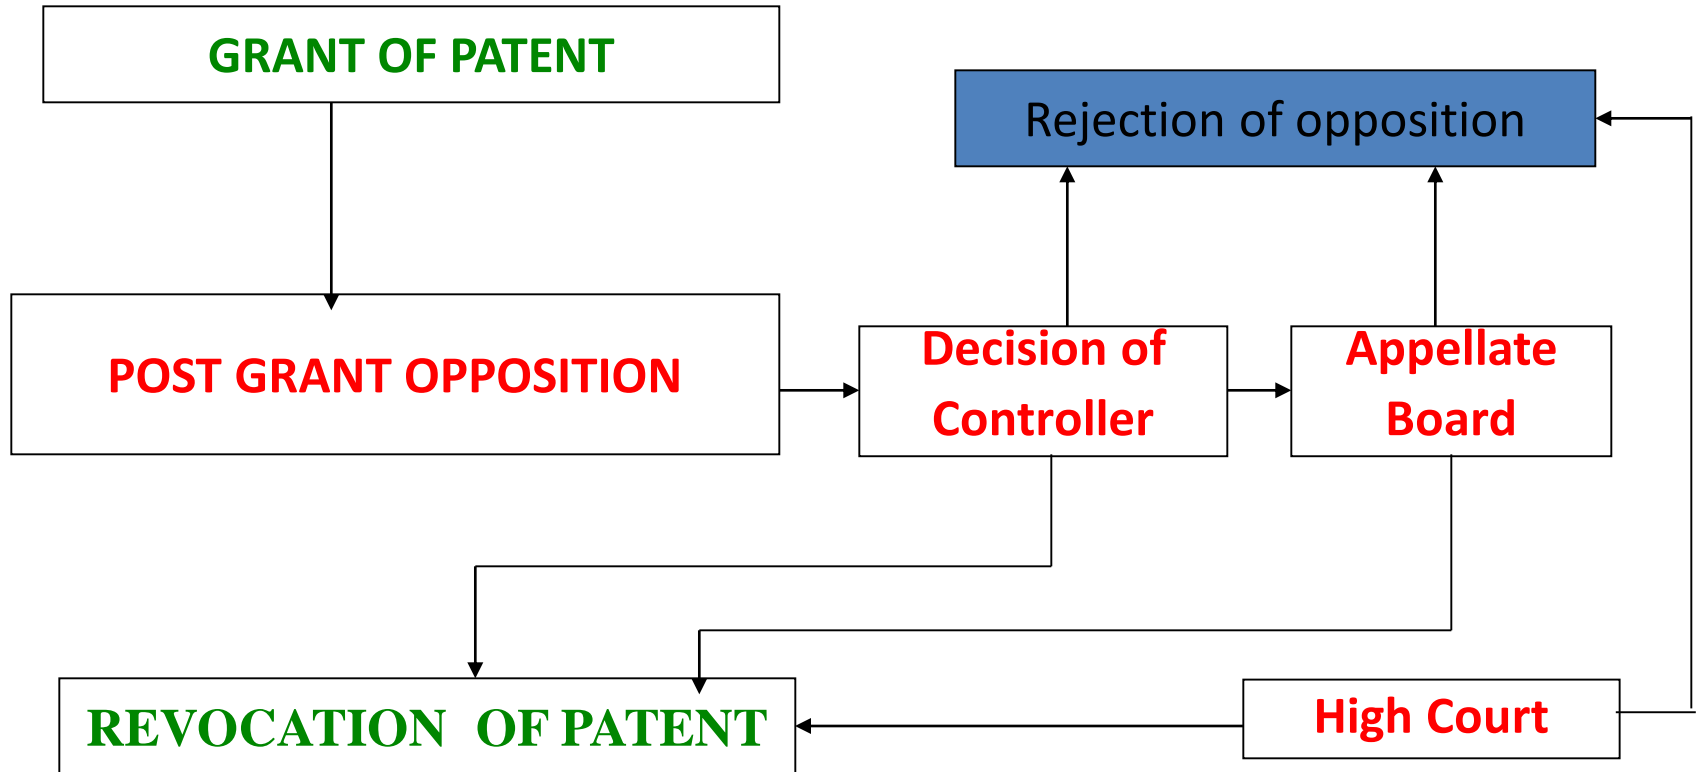 GRANT OF PATENT
Rejection of opposition
POST GRANT OPPOSITION
Decision of
Controller
Appellate
Board
REVOCATION OF PATENT
High Court